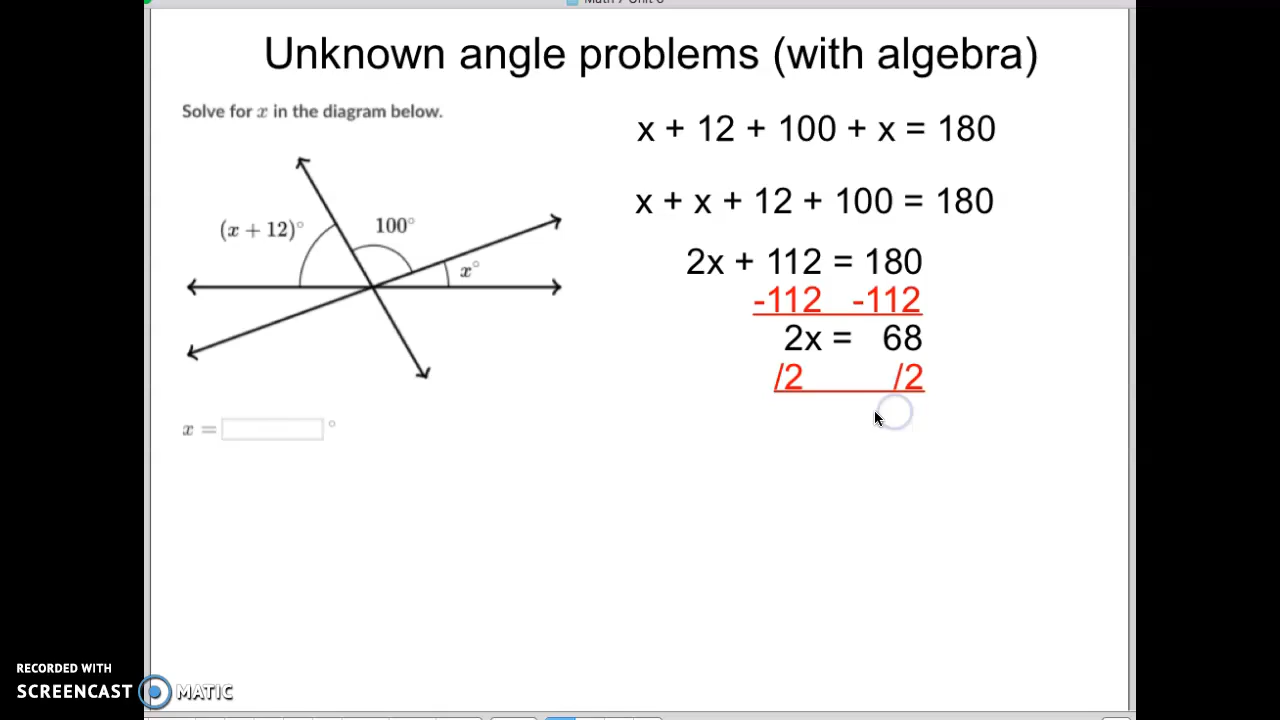 Unknown angle problems (with algebra)
Solve for x in the diagram below.
(x + 12)°
100°
x°
x = °
x + 12 + 100 + x = 180
x + x + 12 + 100 = 180
2x + 112 = 180
-112 -112
2x = 68
/2 /2
RECORDED WITH
SCREENCAST MATIC